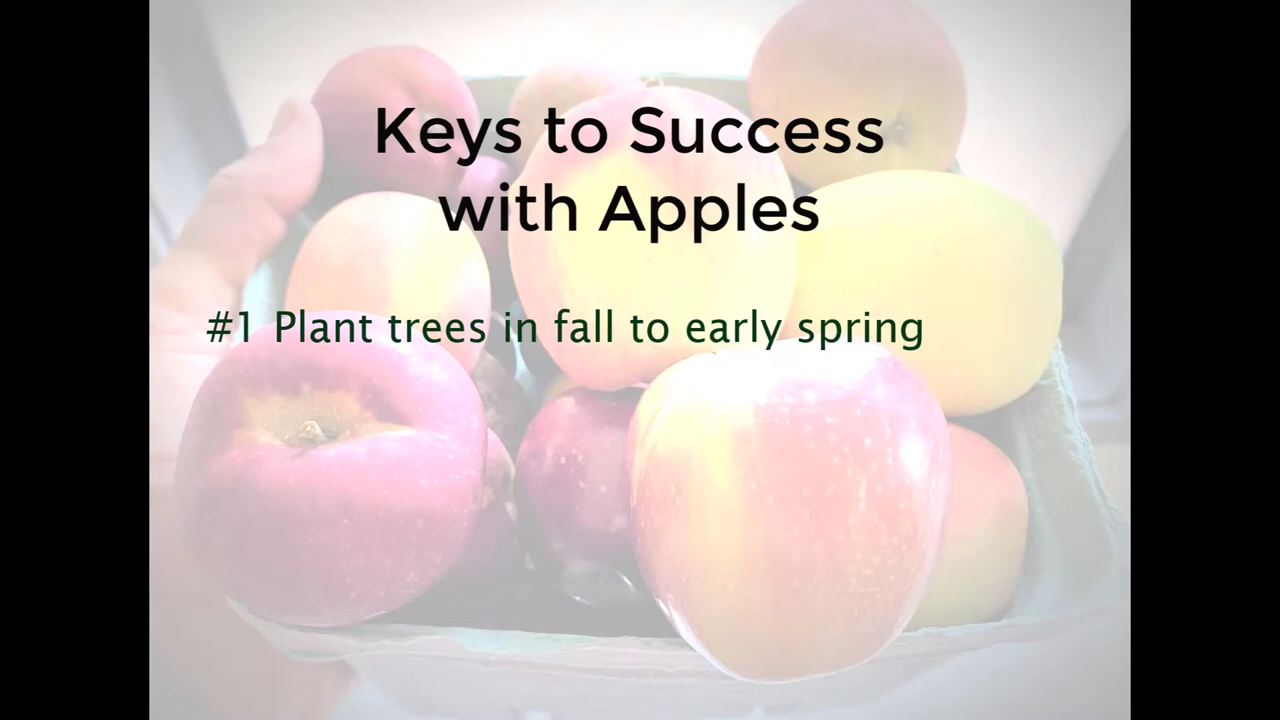 Keys to Success
with Apples
#1 Plant trees in fall to early spring